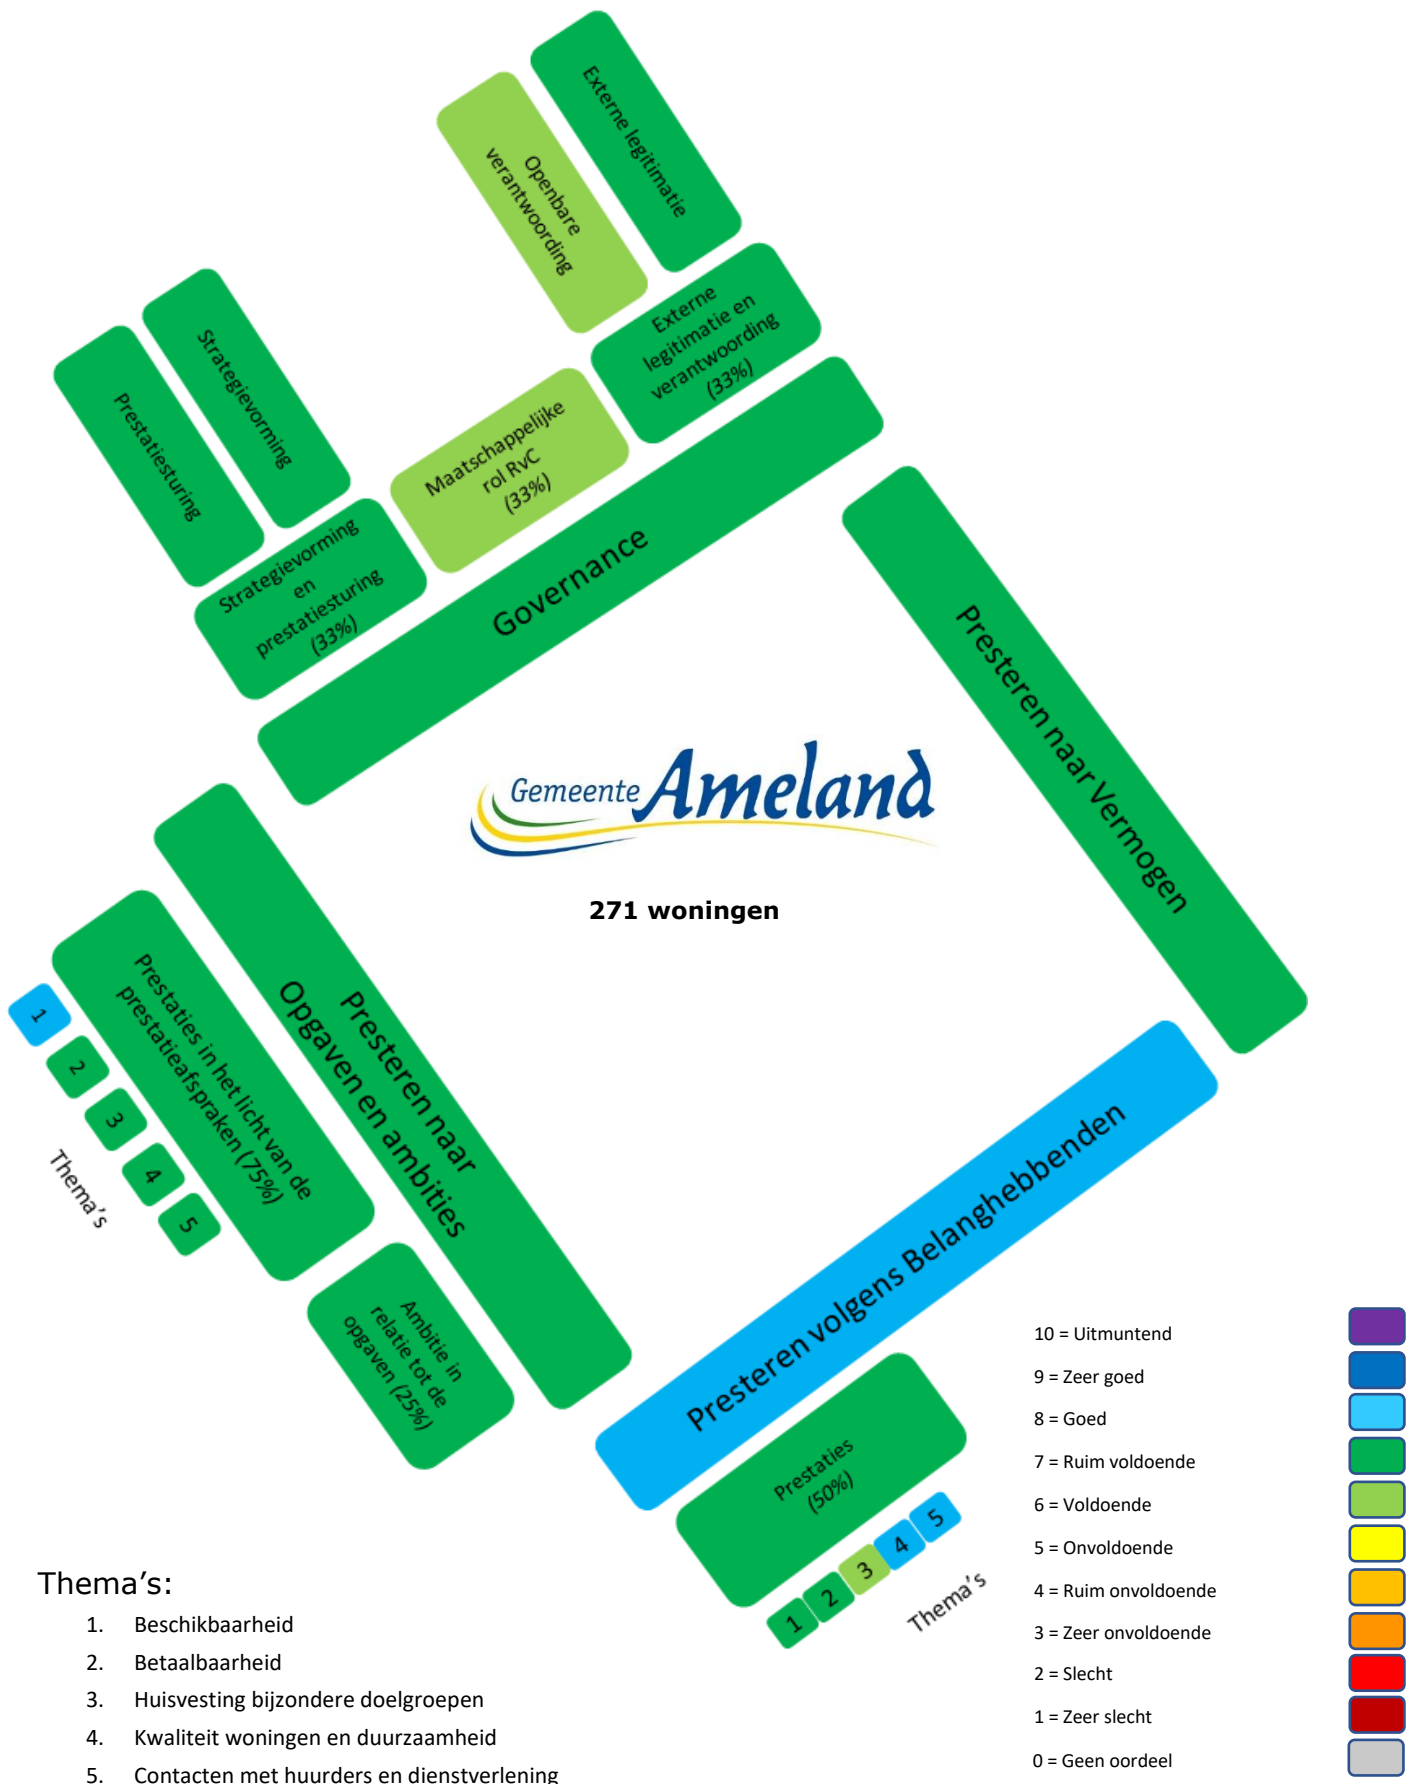 Externe legitimatie
Openbare
verantwoording
Externe
legitimatie en
verantwoording
(33%)
Strategievorming
Prestatiesturing
Maatschappelijke
rol RvC
(33%)
Strategievorming
en
prestatiesturing
(33%)
Governance
Presteren naar Vermogen
Gemeente Ameland
271 woningen
Presteren naar
Opgaven en ambities
Prestaties in het licht van de
prestatieafspraken (75%)
1
2
3
4
5
Thema's
Ambitie in
relatie tot de
opgaven (25%)
Presteren volgens Belanghebbenden
Prestaties
(50%)
1
2
3
4
5
Thema's
10 = Uitmuntend
9 = Zeer goed
8 = Goed
7 = Ruim voldoende
6 = Voldoende
5 = Onvoldoende
4 = Ruim onvoldoende
3 = Zeer onvoldoende
2 = Slecht
1 = Zeer slecht
0 = Geen oordeel
Thema's:
1. Beschikbaarheid
2. Betaalbaarheid
3. Huisvesting bijzondere doelgroepen
4. Kwaliteit woningen en duurzaamheid
5. Contacten met huurders en dienstverlening